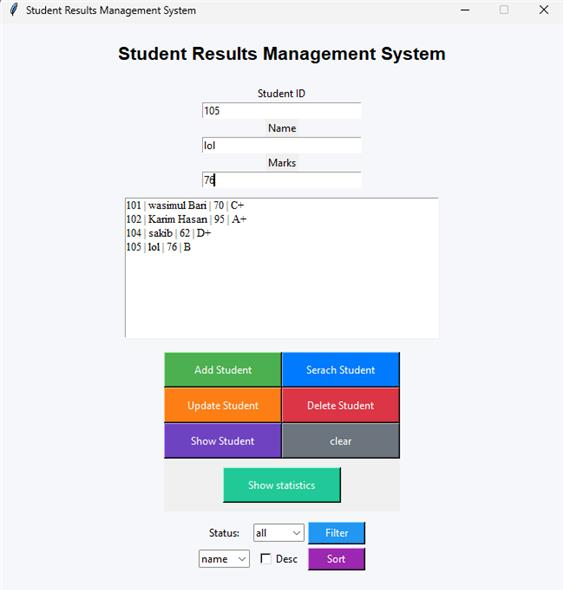 Student Results Management System
Student Results Management System
Student ID
105
Name
lol
Marks
76
101 | wasimul Bari | 70 | C+
102 | Karim Hasan | 95 | A+
104 | sakib | 62 | D+
105 | lol | 76 | B
Add Student Serach Student
Update Student Delete Student
Show Student clear
Show statistics
Status: all Filter
name Desc Sort